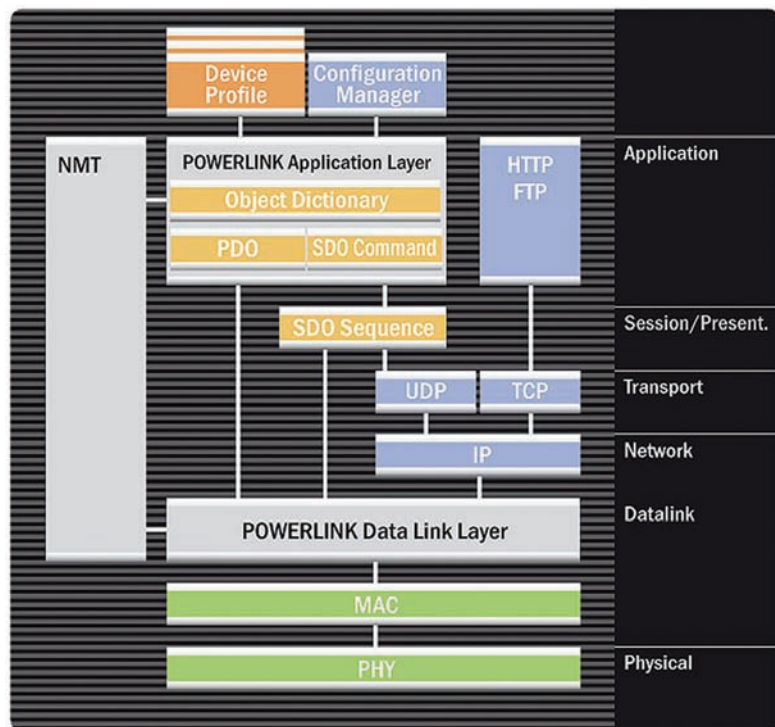 Device
Profile
Configuration
Manager
NMT
POWERLINK Application Layer
Object Dictionary
PDO
SDO Command
HTTP
FTP
Application
SDO Sequence
Session/Present.
UDP
TCP
Transport
IP
Network
POWERLINK Data Link Layer
Datalink
MAC
PHY
Physical